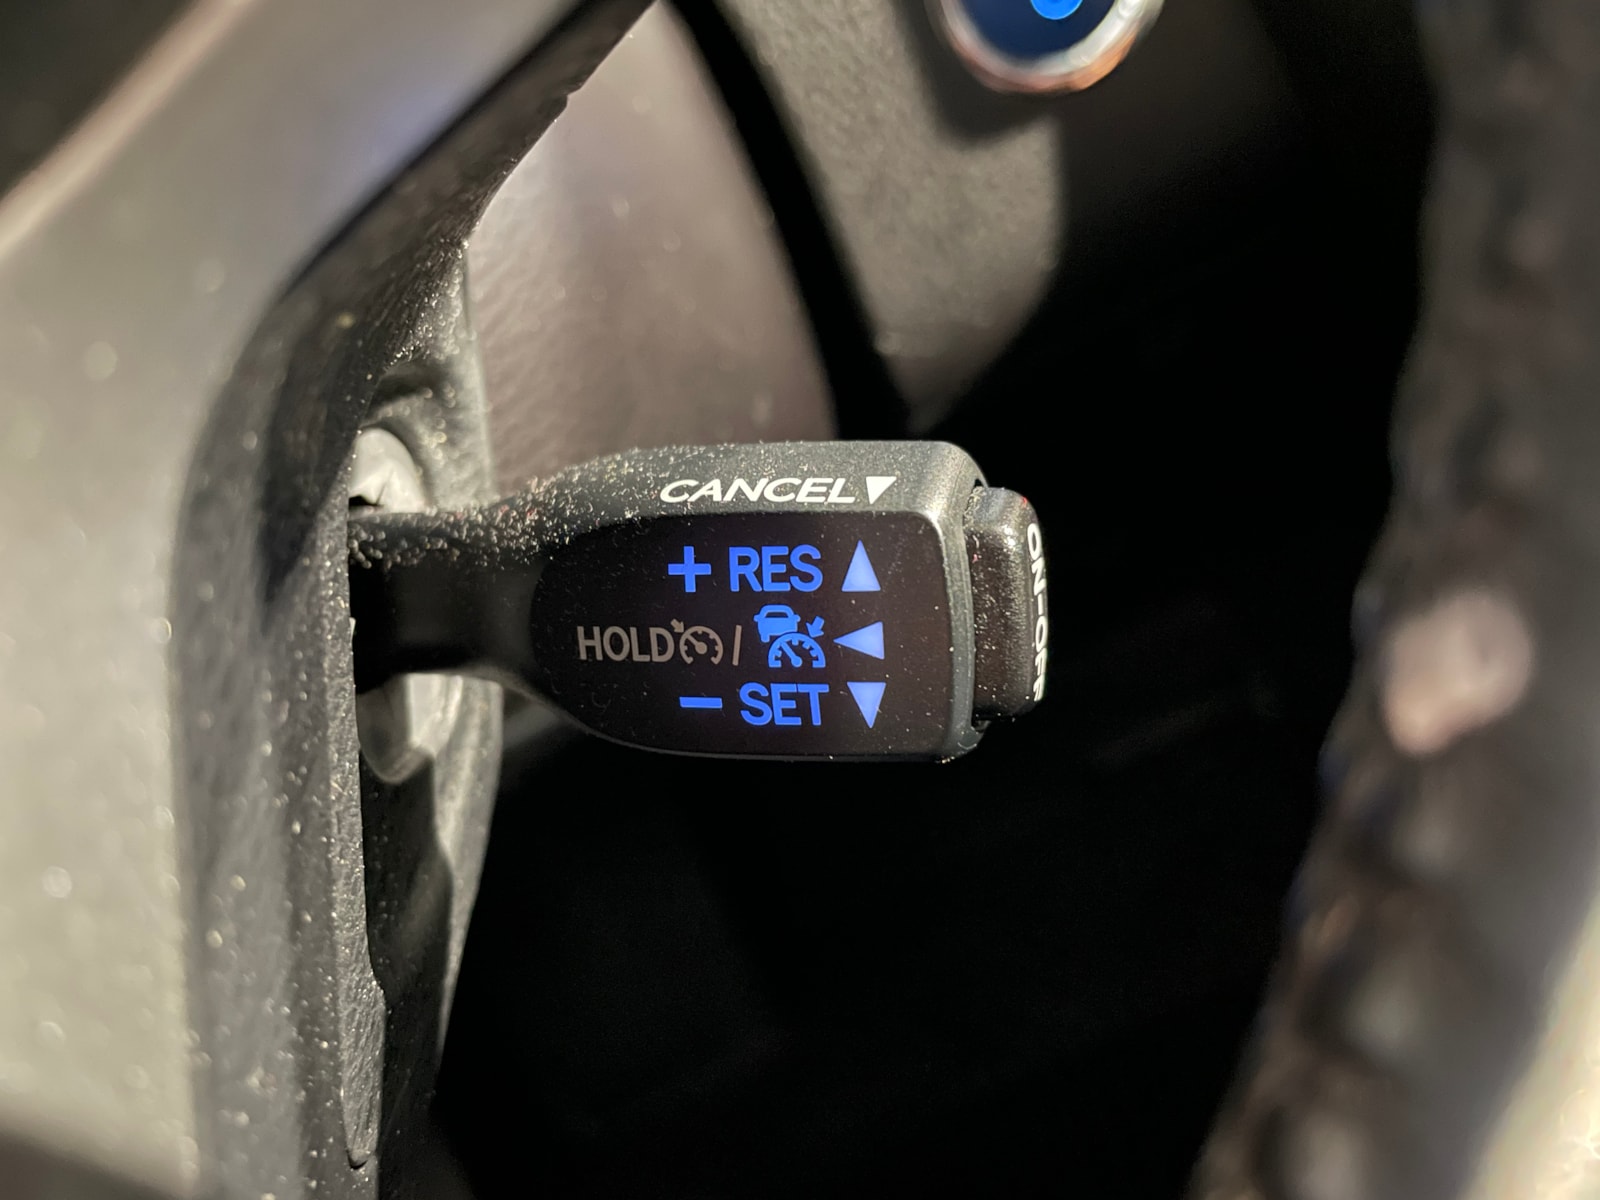 CANCEL
+ RES
HOLD /
- SET
ON-OFF